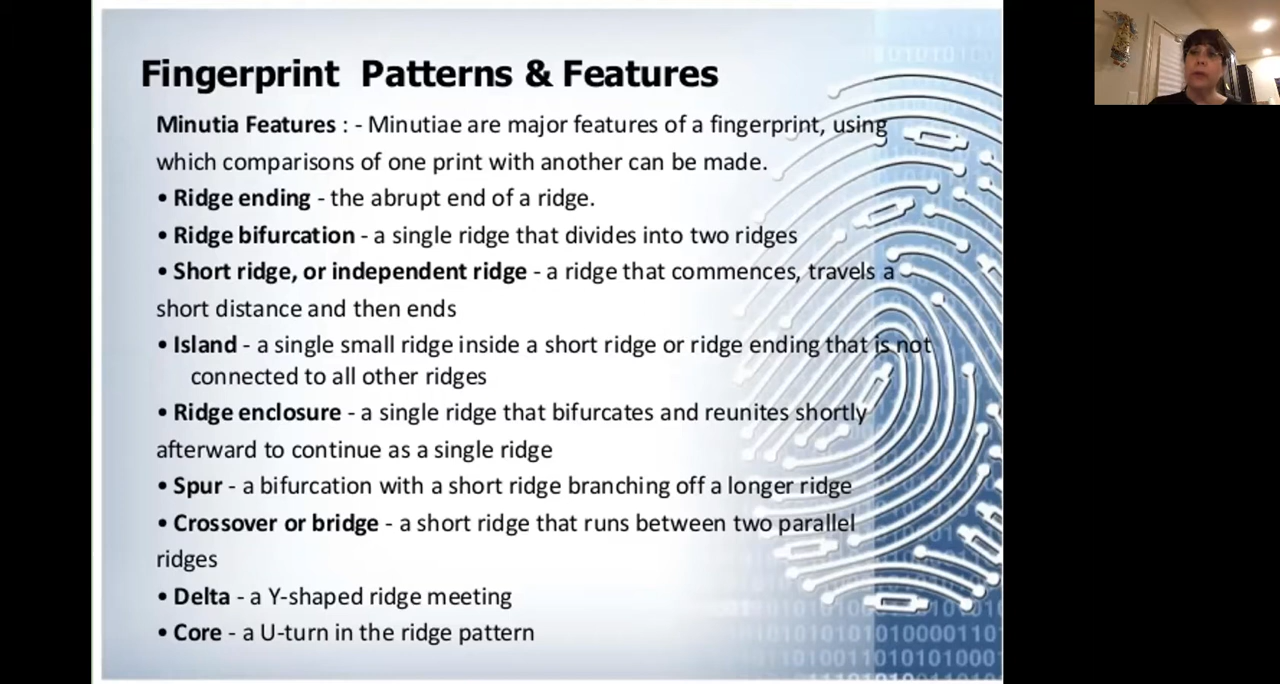 Fingerprint Patterns & Features
Minutia Features : - Minutiae are major features of a fingerprint, using
which comparisons of one print with another can be made.
• Ridge ending - the abrupt end of a ridge.
• Ridge bifurcation - a single ridge that divides into two ridges
• Short ridge, or independent ridge - a ridge that commences, travels a
short distance and then ends
• Island - a single small ridge inside a short ridge or ridge ending that is not
connected to all other ridges
• Ridge enclosure - a single ridge that bifurcates and reunites shortly
afterward to continue as a single ridge
• Spur - a bifurcation with a short ridge branching off a longer ridge
• Crossover or bridge - a short ridge that runs between two parallel
ridges
• Delta - a Y-shaped ridge meeting
• Core - a U-turn in the ridge pattern